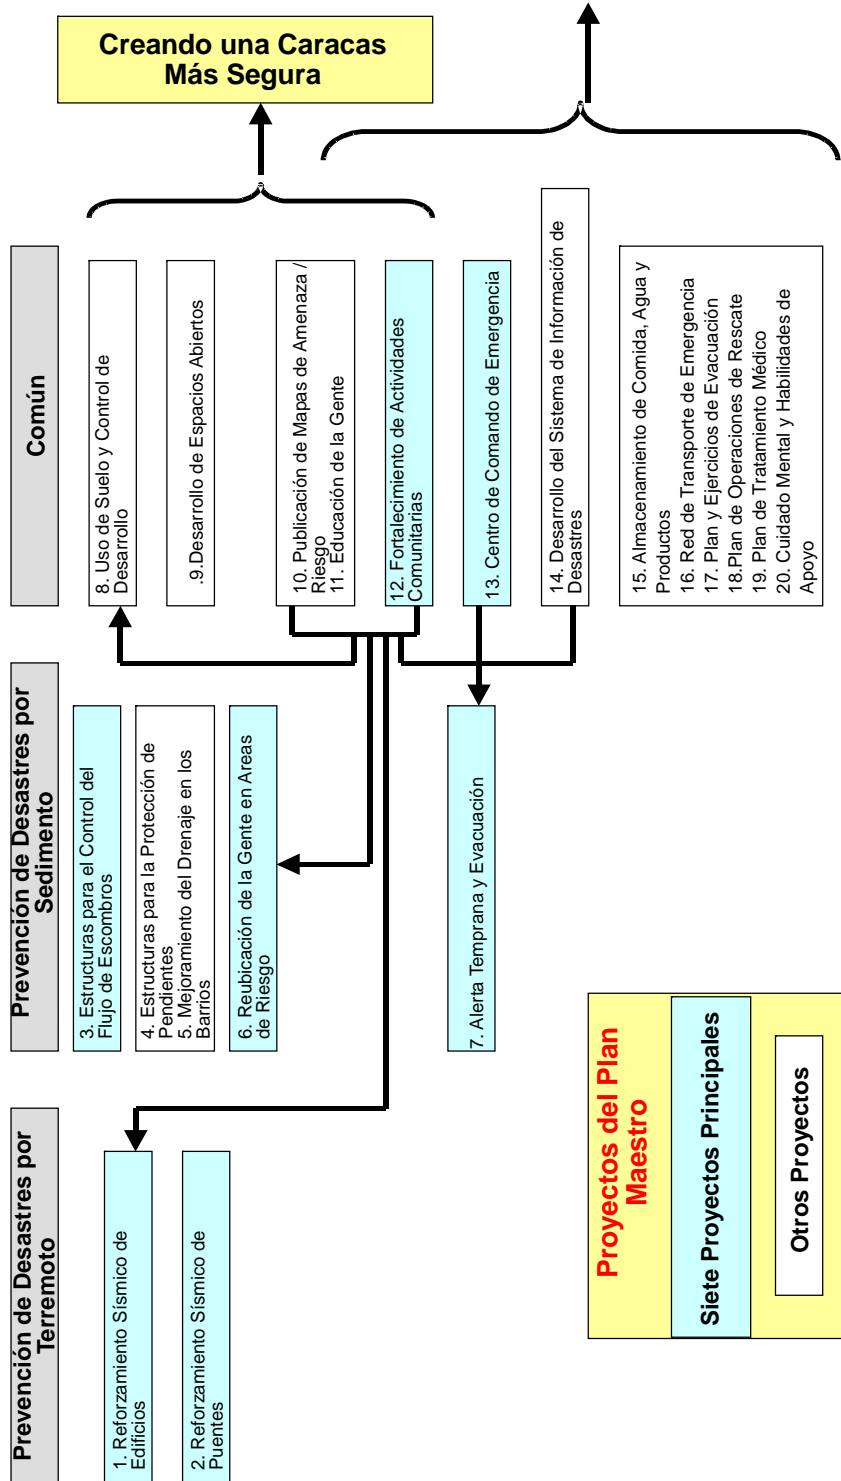 Prevención de Desastres por
Terremoto
1. Reforzamiento Sísmico de
Edificios
2. Reforzamiento Sísmico de
Puentes
Prevención de Desastres por
Sedimento
3. Estructuras para el Control del
Flujo de Escombros
4. Estructuras para la Protección de
Pendientes
5. Mejoramiento del Drenaje en los
Barrios
6. Reubicación de la Gente en Areas
de Riesgo
7. Alerta Temprana y Evacuación
Común
8. Uso de Suelo y Control de
Desarrollo
.9.Desarrollo de Espacios Abiertos
10. Publicación de Mapas de Amenaza /
Riesgo
11. Educación de la Gente
12. Fortalecimiento de Actividades
Comunitarias
13. Centro de Comando de Emergencia
14. Desarrollo del Sistema de Información de
Desastres
15. Almacenamiento de Comida, Agua y
Productos
16. Red de Transporte de Emergencia
17. Plan y Ejercicios de Evacuación
18.Plan de Operaciones de Rescate
19. Plan de Tratamiento Médico
20. Cuidado Mental y Habilidades de
Apoyo
Creando una Caracas
Más Segura
Proyectos del Plan
Maestro
Siete Proyectos Principales
Otros Proyectos